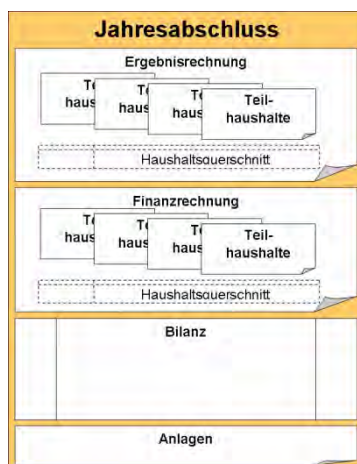 Jahresabschluss
Ergebnisrechnung
Teil-
haushalte
Haushaltsquerschnitt
Finanzrechnung
Teil-
haushalte
Haushaltsquerschnitt
Bilanz
Anlagen